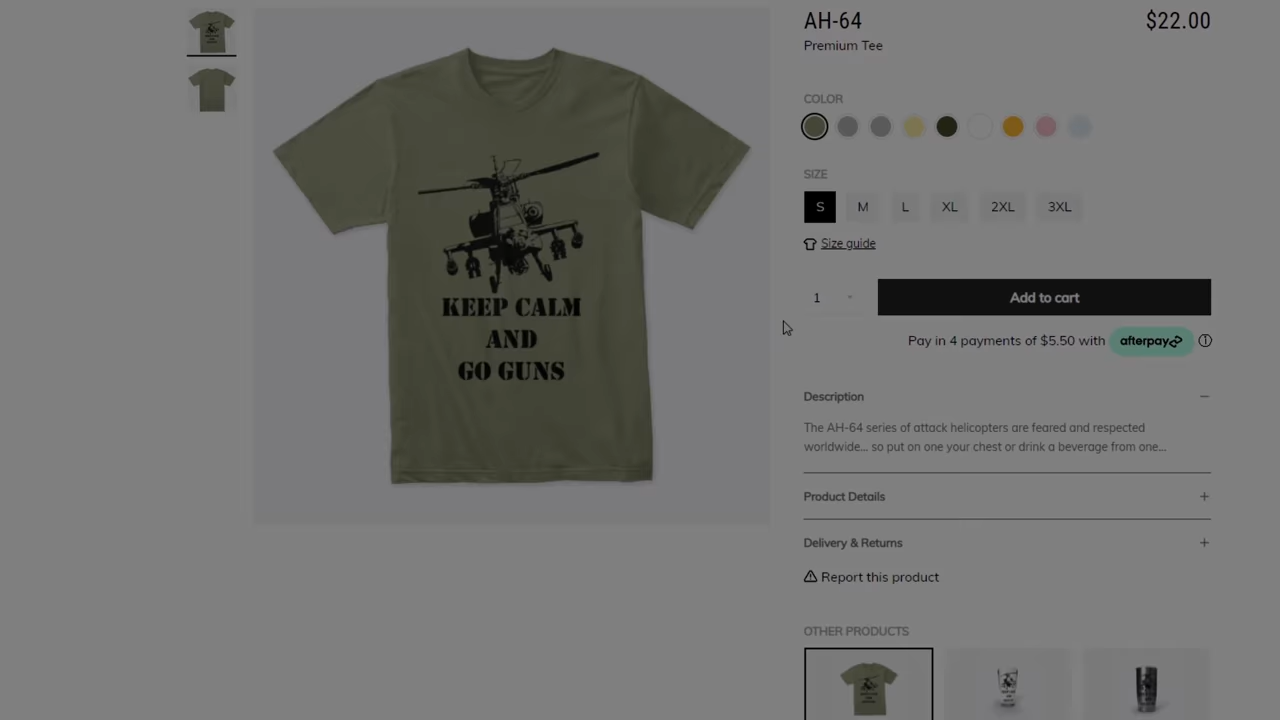 AH-64
$22.00
Premium Tee
COLOR
SIZE
S M L XL 2XL 3XL
Size guide
1
Add to cart
Pay in 4 payments of $5.50 with afterpay
KEEP CALM
AND
GO GUNS
Description
The AH-64 series of attack helicopters are feared and respected
worldwide... so put on one your chest or drink a beverage from one...
Product Details
Delivery & Returns
Report this product
OTHER PRODUCTS